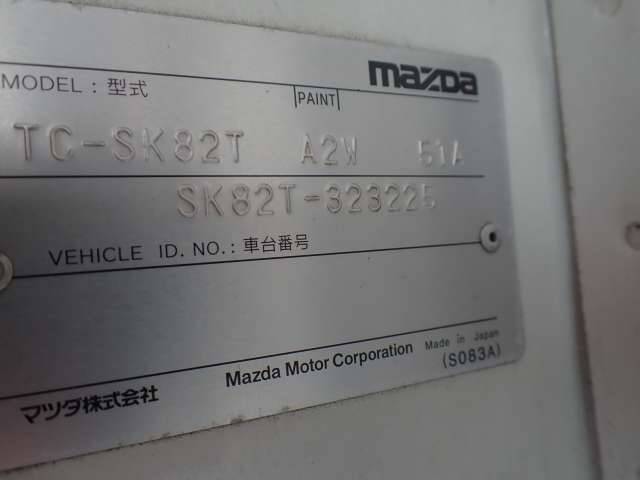 mazda
MODEL : 型式 PAINT
TC-SK82T A2W 51A
SK82T-323225
VEHICLE ID. NO. : 車台番号
Mazda Motor Corporation Made in Japan
マツダ株式会社 (S083A)